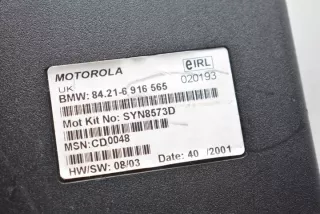 MOTOROLA
e IRL
020193
UK
BMW: 84.21-6 916 565
Mot Kit No: SYN8573D
MSN:CD0048
HW/SW: 08/03
Date: 40 /2001